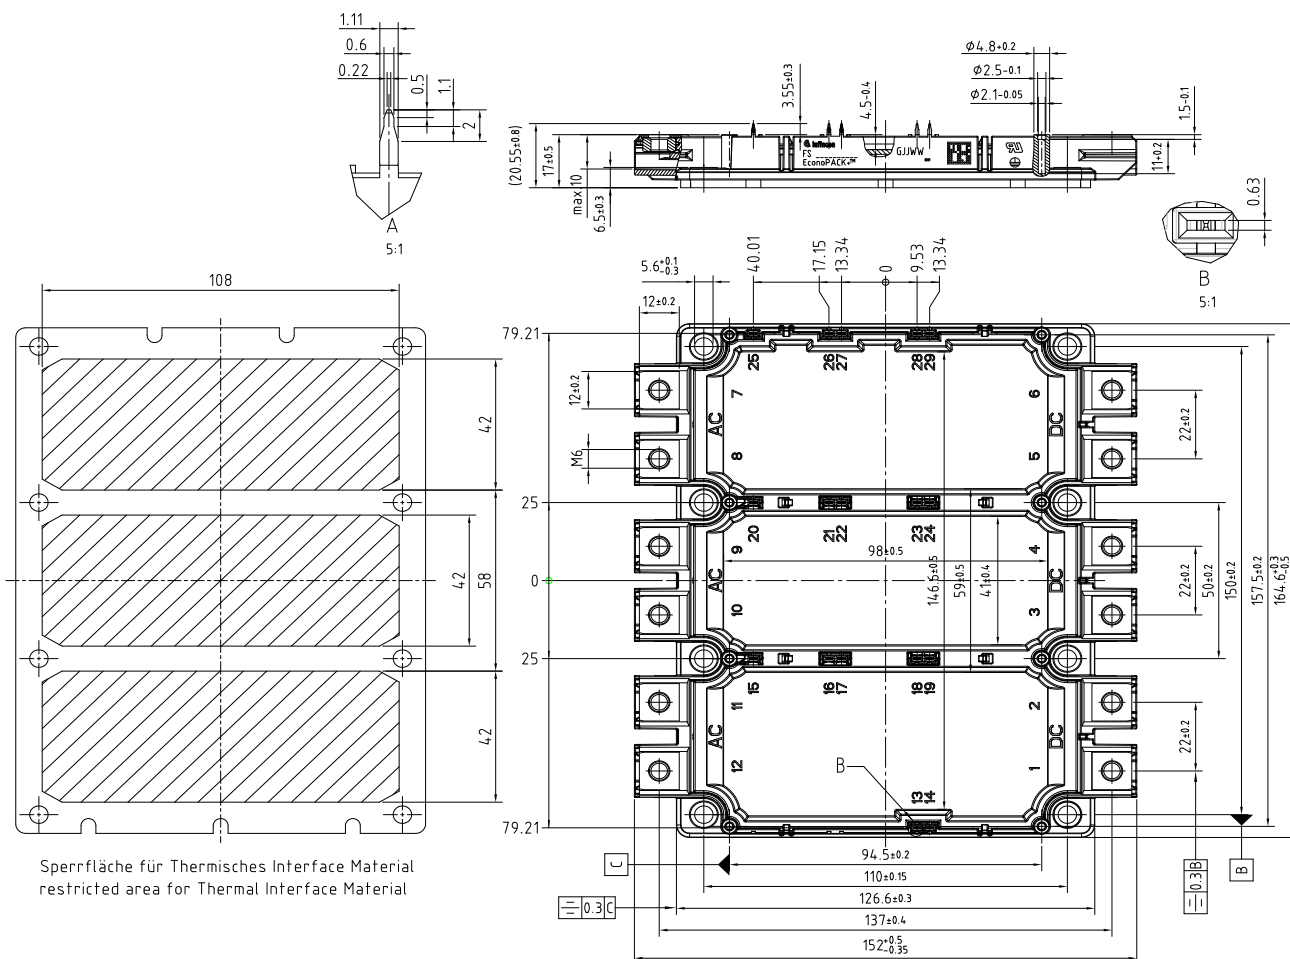 1.11
0.6
0.22
0.5
1.1
2
A
5:1
(20.55±0.8)
17±0.5
max.10
6.5±0.3
3.55±0.3
4.5-0.4
Infineon
FS
EconoPACK+™
GJJWW
Ø4.8+0.2
Ø2.5-0.1
Ø2.1-0.05
1.5-0.1
11+0.2
0.63
B
5:1
108
42
42
58
42
Sperrfläche für Thermisches Interface Material
restricted area for Thermal Interface Material
5.6+0.1-0.3
12±0.2
40.01
17.15
13.34
0
9.53
13.34
79.21
12±0.2
M6
25
0
25
79.21
25 26 27 28 29
7 6
AC DC
8 5
20 21 22 23 24
9 4
98±0.5
AC DC
146.6±0.5
59±0.5
41±0.4
10 3
15 16 17 18 19
11 2
AC DC
12 1
B
13 14
22±0.2
22±0.2
50±0.2
150±0.2
157.5±0.2
164.6+0.3-0.5
22±0.2
0.3 B
B
C
94.5±0.2
110±0.15
126.6±0.3
0.3 C
137±0.4
152+0.5-0.35